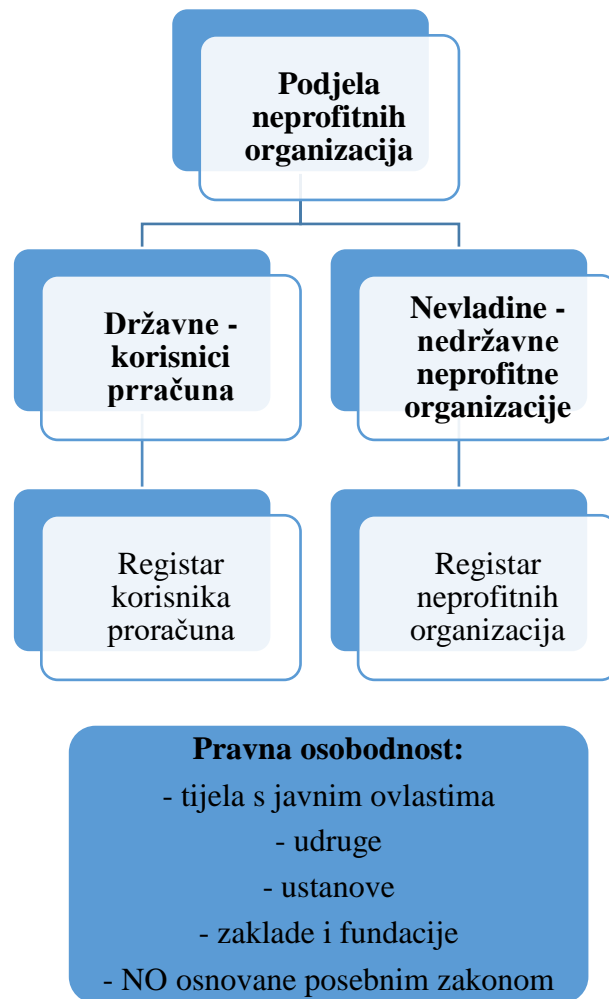 Podjela
neprofitnih
organizacija
Državne -
korisnici
prračuna
Nevladine -
nedržavne
neprofitne
organizacije
Registar
korisnika
proračuna
Registar
neprofitnih
organizacija
Pravna osobodnost:
- tijela s javnim ovlastima
- udruge
- ustanove
- zaklade i fundacije
- NO osnovane posebnim zakonom